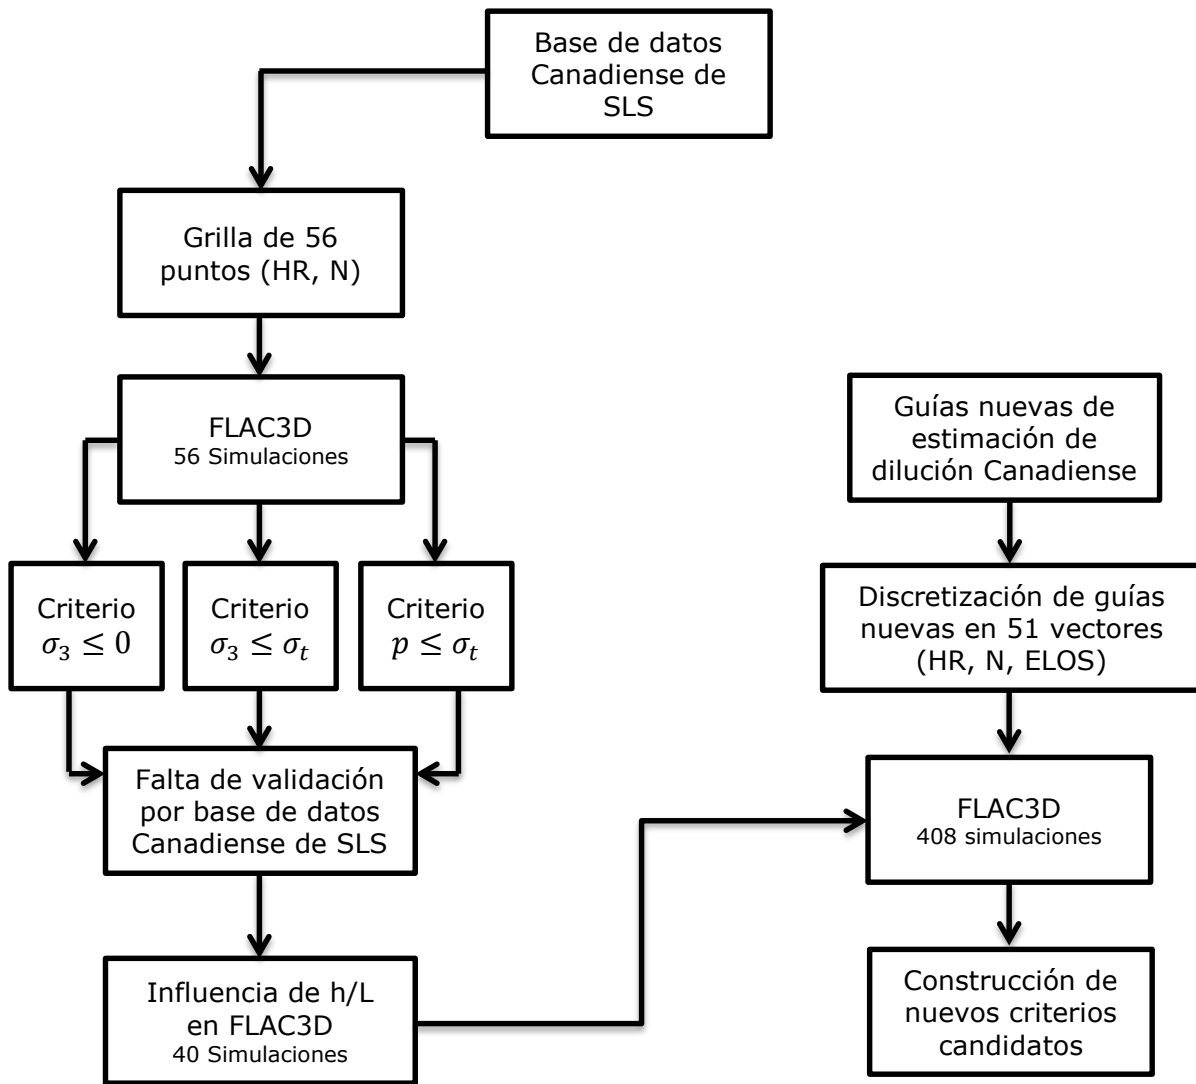 Base de datos
Canadiense de
SLS
Grilla de 56
puntos (HR, N)
FLAC3D
56 Simulaciones
Criterio
σ₃ ≤ 0
Criterio
σ₃ ≤ σₜ
Criterio
p ≤ σₜ
Falta de validación
por base de datos
Canadiense de SLS
Influencia de h/L
en FLAC3D
40 Simulaciones
Guías nuevas de
estimación de
dilución Canadiense
Discretización de guías
nuevas en 51 vectores
(HR, N, ELOS)
FLAC3D
408 simulaciones
Construcción de
nuevos criterios
candidatos